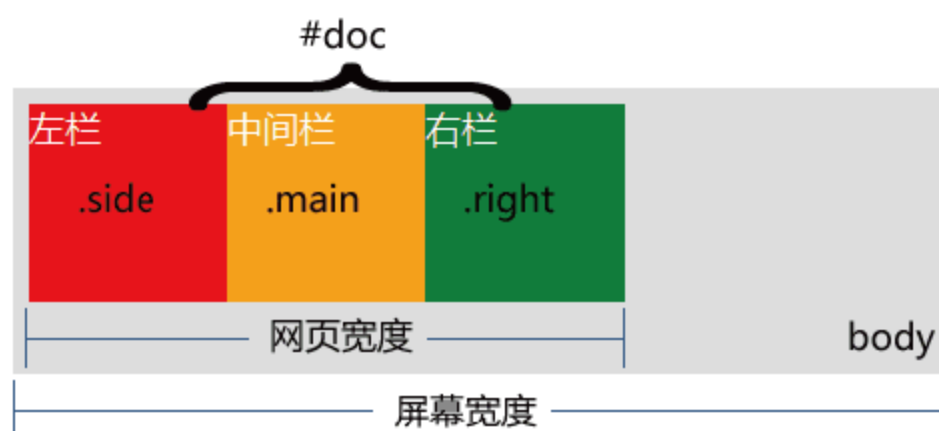 #doc
左栏 中间栏 右栏
.side .main .right
网页宽度
body
屏幕宽度